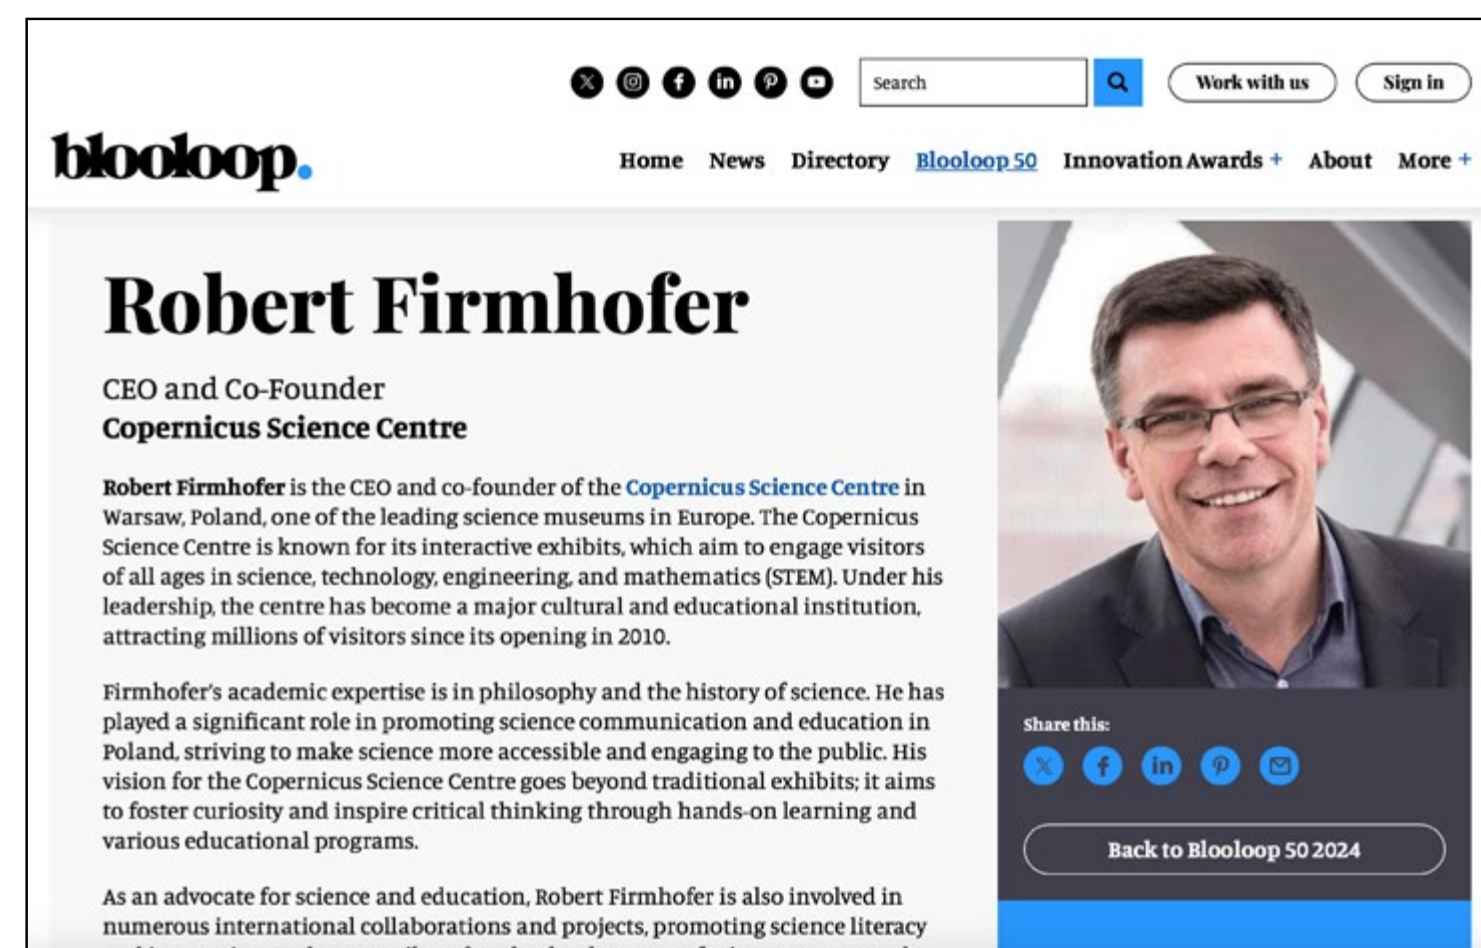 Search
Work with us
Sign in
blooloop.
Home News Directory Blooloop 50 Innovation Awards + About More +
Robert Firmhofer
CEO and Co-Founder
Copernicus Science Centre
Robert Firmhofer is the CEO and co-founder of the Copernicus Science Centre in
Warsaw, Poland, one of the leading science museums in Europe. The Copernicus
Science Centre is known for its interactive exhibits, which aim to engage visitors
of all ages in science, technology, engineering, and mathematics (STEM). Under his
leadership, the centre has become a major cultural and educational institution,
attracting millions of visitors since its opening in 2010.
Firmhofer's academic expertise is in philosophy and the history of science. He has
played a significant role in promoting science communication and education in
Poland, striving to make science more accessible and engaging to the public. His
vision for the Copernicus Science Centre goes beyond traditional exhibits; it aims
to foster curiosity and inspire critical thinking through hands-on learning and
various educational programs.
As an advocate for science and education, Robert Firmhofer is also involved in
numerous international collaborations and projects, promoting science literacy
Share this:
Back to Blooloop 50 2024